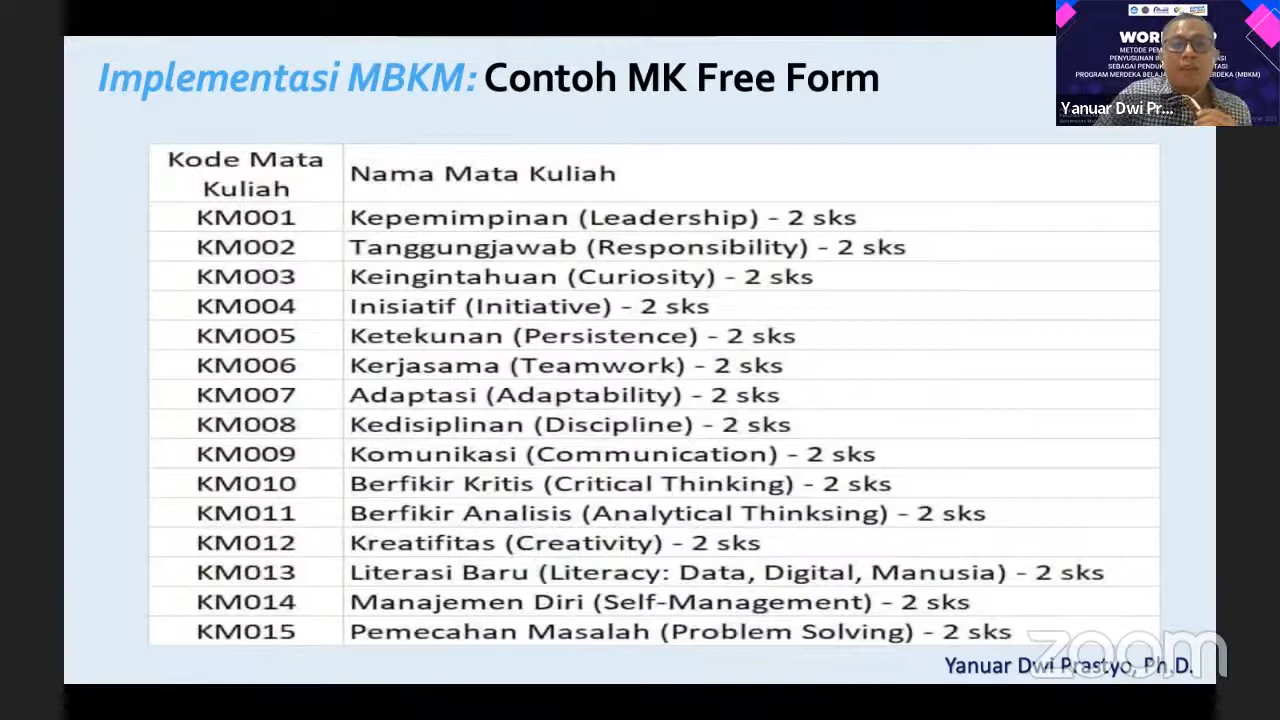 Implementasi MBKM: Contoh MK Free Form
Kode Mata Kuliah Nama Mata Kuliah
KM001 Kepemimpinan (Leadership) - 2 sks
KM002 Tanggungjawab (Responsibility) - 2 sks
KM003 Keingintahuan (Curiosity) - 2 sks
KM004 Inisiatif (Initiative) - 2 sks
KM005 Ketekunan (Persistence) - 2 sks
KM006 Kerjasama (Teamwork) - 2 sks
KM007 Adaptasi (Adaptability) - 2 sks
KM008 Kedisiplinan (Discipline) - 2 sks
KM009 Komunikasi (Communication) - 2 sks
KM010 Berfikir Kritis (Critical Thinking) - 2 sks
KM011 Berfikir Analisis (Analytical Thinksing) - 2 sks
KM012 Kreatifitas (Creativity) - 2 sks
KM013 Literasi Baru (Literacy: Data, Digital, Manusia) - 2 sks
KM014 Manajemen Diri (Self-Management) - 2 sks
KM015 Pemecahan Masalah (Problem Solving) - 2 sks
Yanuar Dwi Prastyo, Ph.D.
zoom
METODE
PENYUSUNAN
SEBAGAI
PROGRAM MERDEKA (MBKM)
Yanuar Dwi Pr...